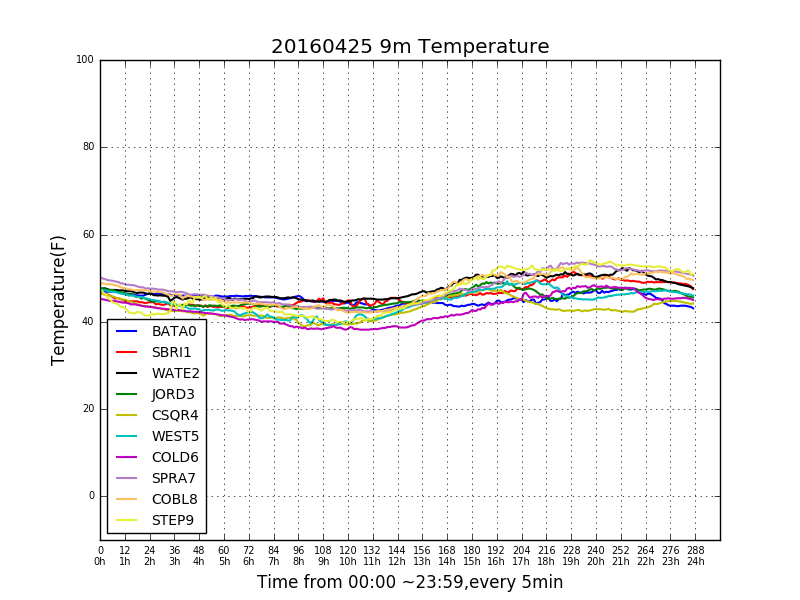 20160425 9m Temperature
100
80
60
40
20
0
Temperature(F)
BATA0
SBRI1
WATE2
JORD3
CSQR4
WEST5
COLD6
SPRA7
COBL8
STEP9
0 12 24 36 48 60 72 84 96 108 120 132 144 156 168 180 192 204 216 228 240 252 264 276 288
0h 1h 2h 3h 4h 5h 6h 7h 8h 9h 10h 11h 12h 13h 14h 15h 16h 17h 18h 19h 20h 21h 22h 23h 24h
Time from 00:00 ~23:59,every 5min